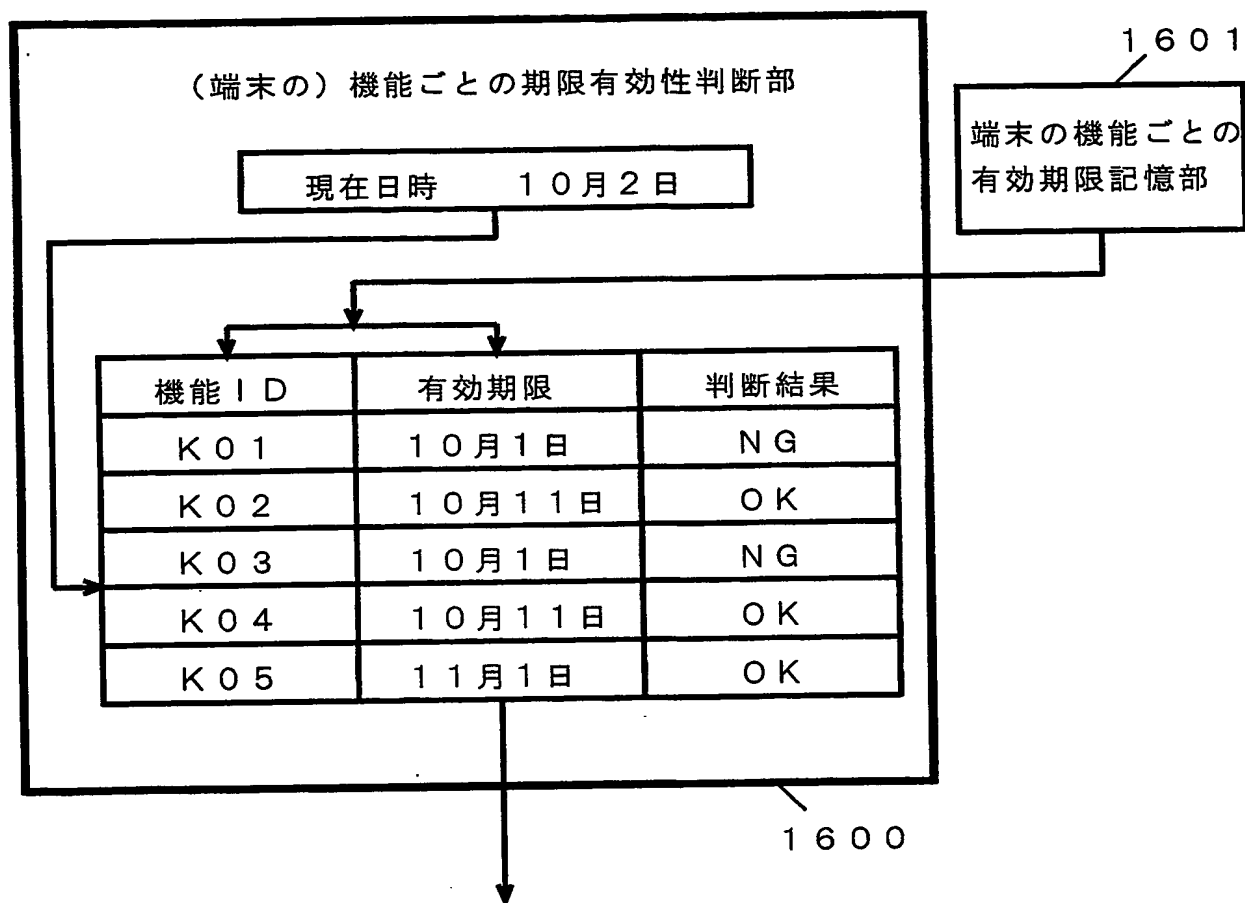 1601
(端末の)機能ごとの期限有効性判断部
端末の機能ごとの
有効期限記憶部
現在日時 10月2日
機能ID 有効期限 判断結果
K01 10月1日 NG
K02 10月11日 OK
K03 10月1日 NG
K04 10月11日 OK
K05 11月1日 OK
1600